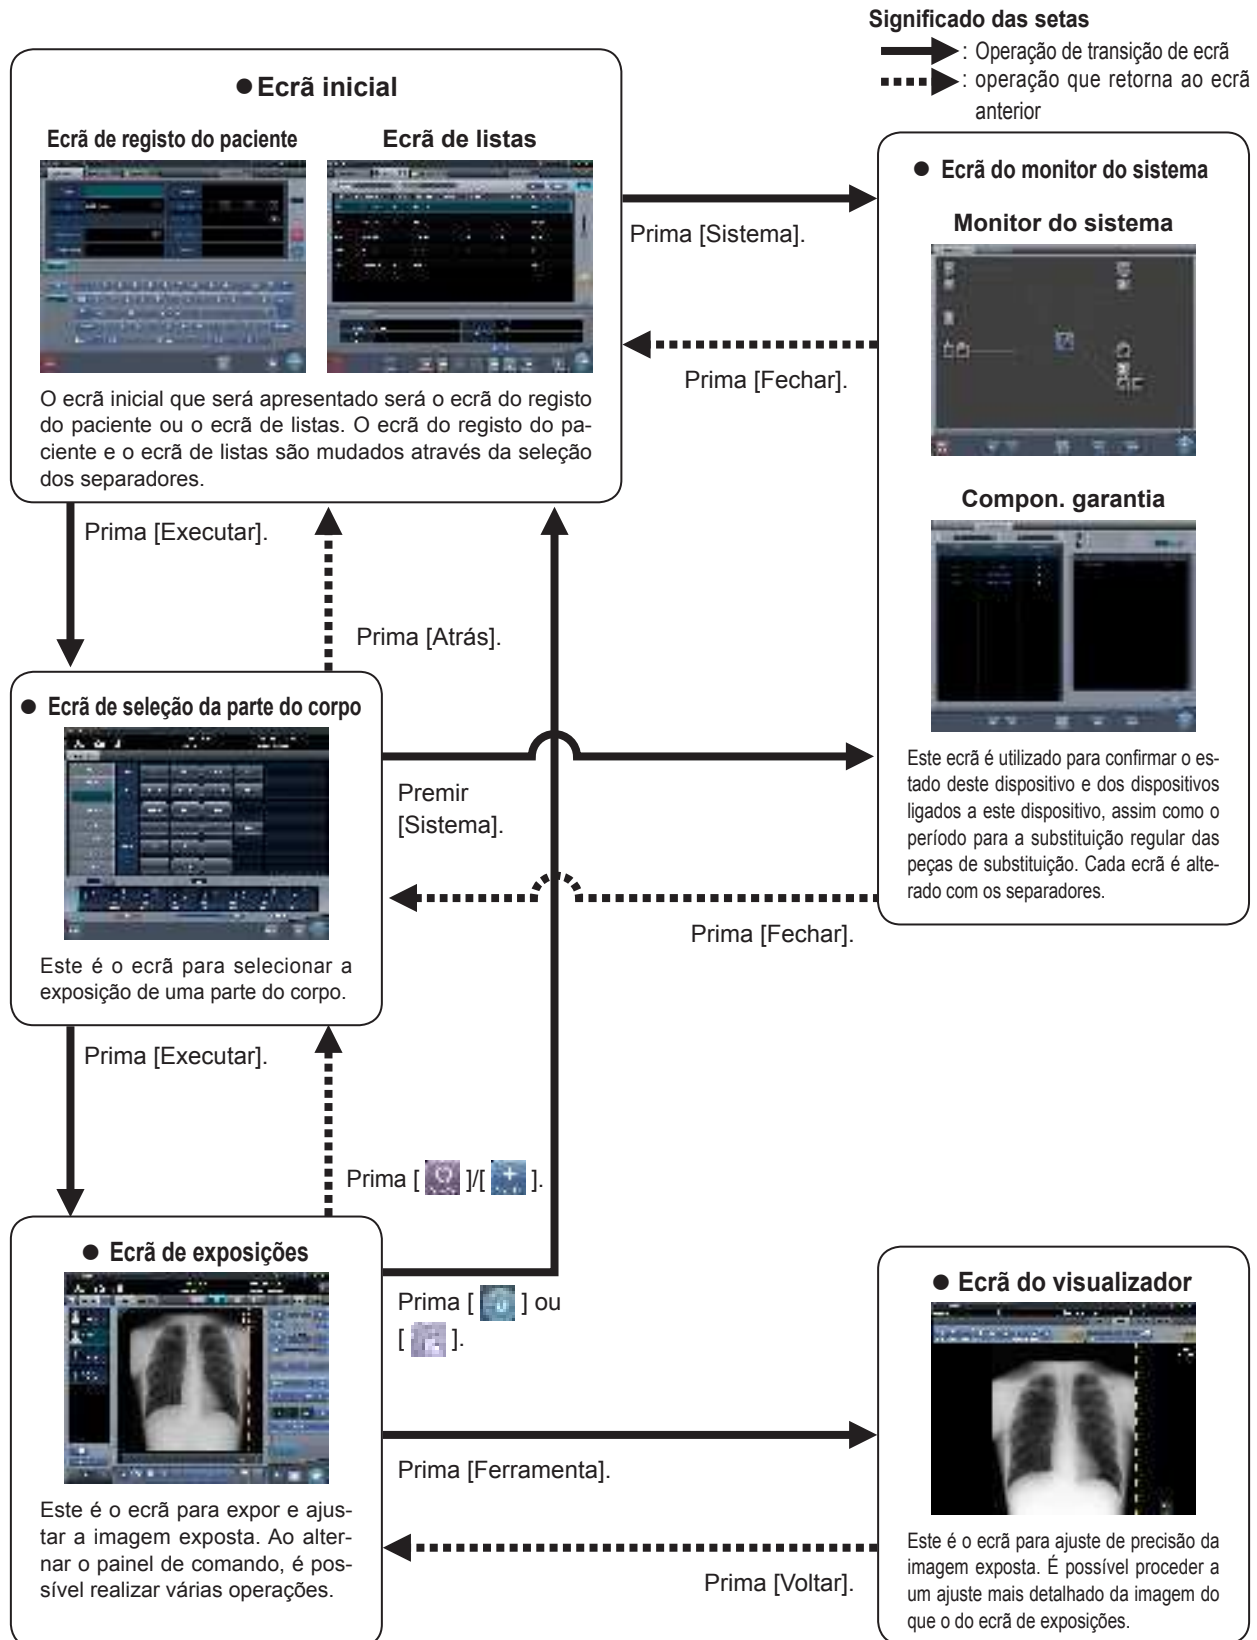 Significado das setas
: Operação de transição de ecrã
: operação que retorna ao ecrã
anterior
● Ecrã inicial
Ecrã de registo do paciente
Ecrã de listas
O ecrã inicial que será apresentado será o ecrã do registo
do paciente ou o ecrã de listas. O ecrã do registo do pa-
ciente e o ecrã de listas são mudados através da seleção
dos separadores.
Prima [Sistema].
Prima [Fechar].
● Ecrã do monitor do sistema
Monitor do sistema
Compon. garantia
Este ecrã é utilizado para confirmar o es-
tado deste dispositivo e dos dispositivos
ligados a este dispositivo, assim como o
período para a substituição regular das
peças de substituição. Cada ecrã é alte-
rado com os separadores.
Prima [Executar].
Prima [Atrás].
● Ecrã de seleção da parte do corpo
Este é o ecrã para selecionar a
exposição de uma parte do corpo.
Premir
[Sistema].
Prima [Fechar].
Prima [Executar].
Prima [ ]/[ ].
● Ecrã de exposições
Este é o ecrã para expor e ajus-
tar a imagem exposta. Ao alter-
nar o painel de comando, é pos-
sível realizar várias operações.
Prima [ ] ou
[ ].
Prima [Ferramenta].
Prima [Voltar].
● Ecrã do visualizador
Este é o ecrã para ajuste de precisão da
imagem exposta. É possível proceder a
um ajuste mais detalhado da imagem do
que o do ecrã de exposições.